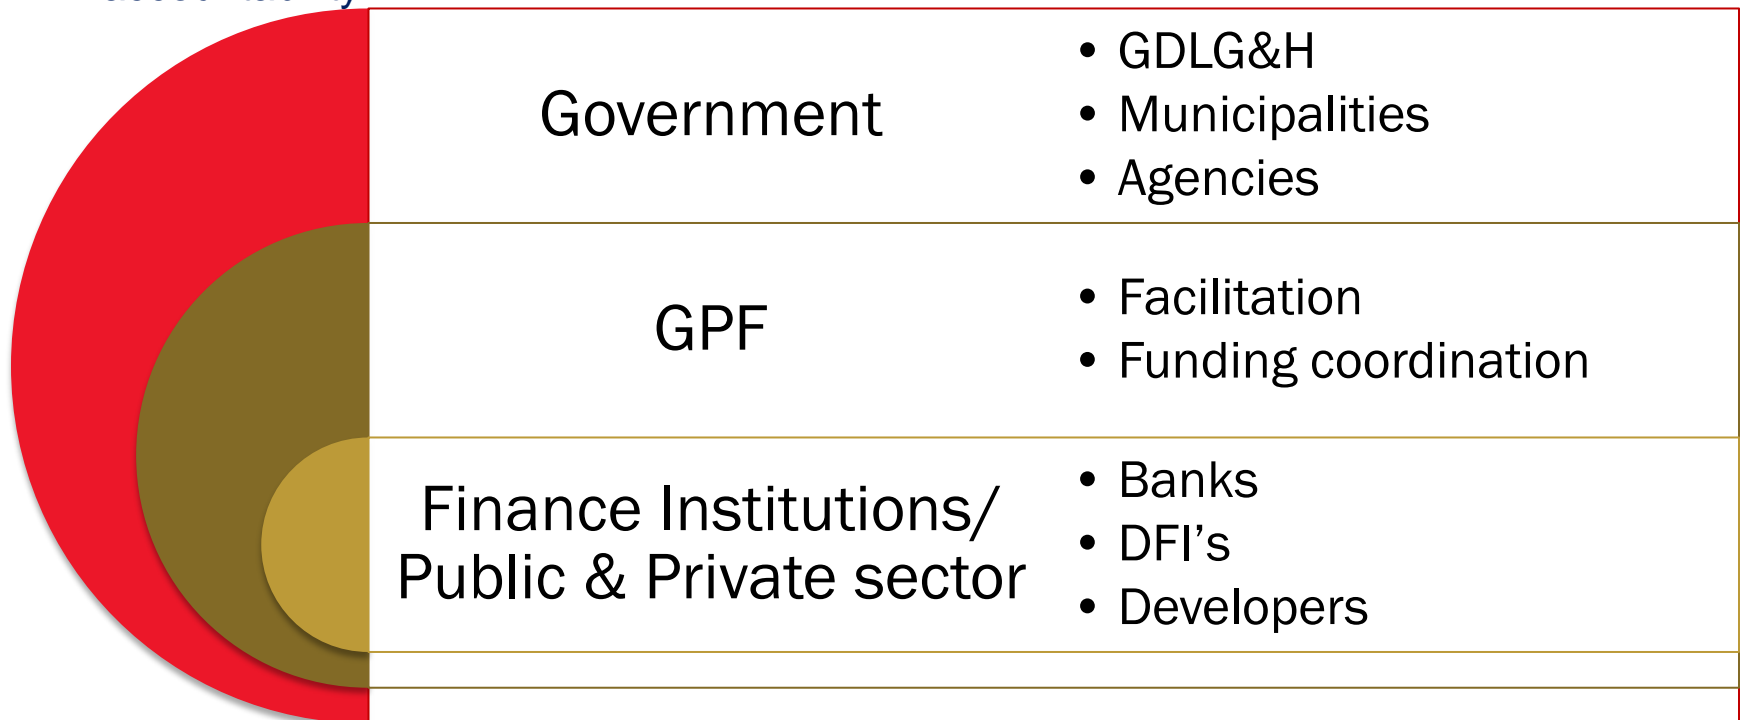 Government
• GDLG&H
• Municipalities
• Agencies
GPF
• Facilitation
• Funding coordination
Finance Institutions/
Public & Private sector
• Banks
• DFI’s
• Developers